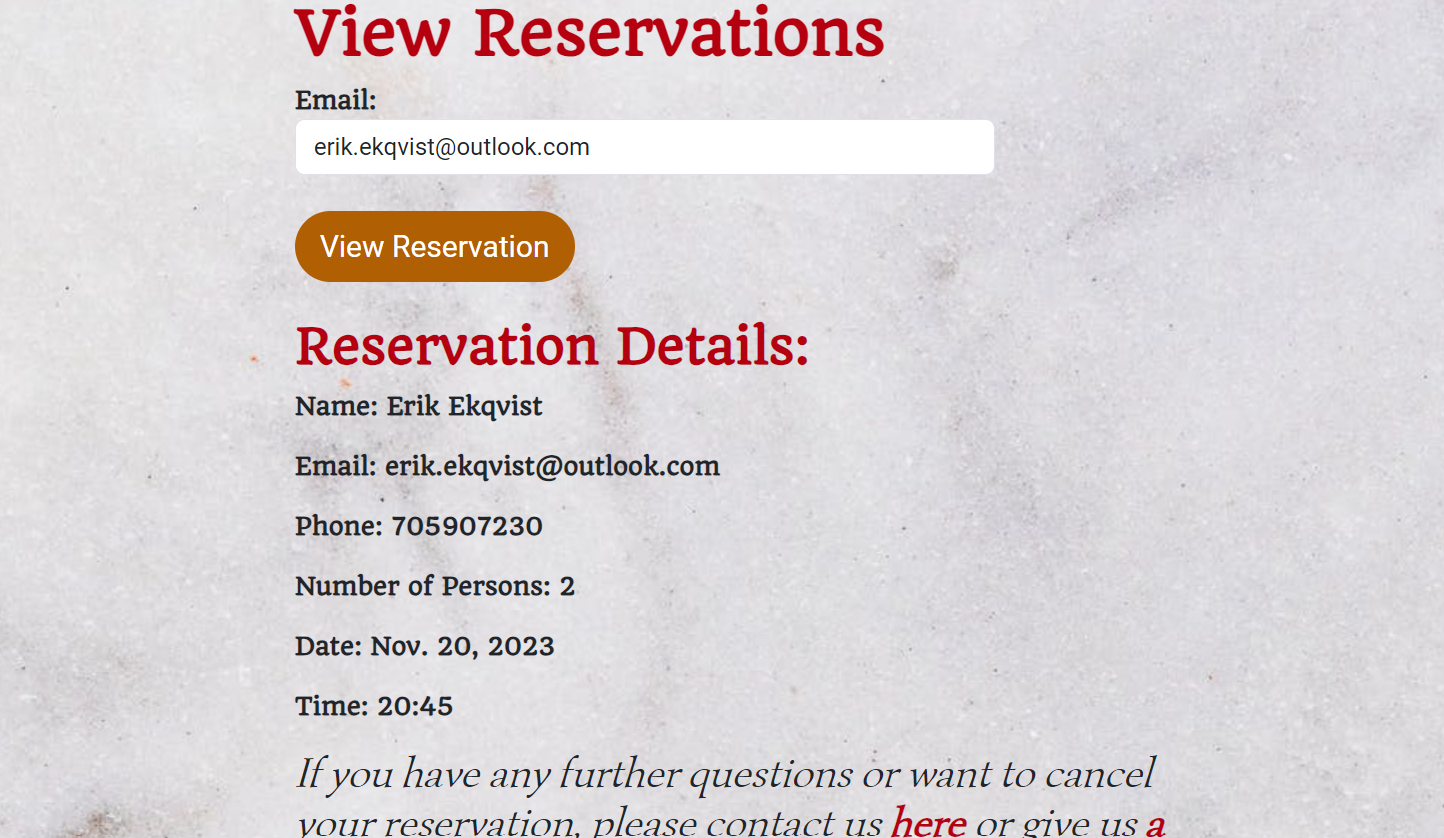 View Reservations
Email:
erik.ekqvist@outlook.com
View Reservation
Reservation Details:
Name: Erik Ekqvist
Email: erik.ekqvist@outlook.com
Phone: 705907230
Number of Persons: 2
Date: Nov. 20, 2023
Time: 20:45
If you have any further questions or want to cancel
your reservation, please contact us here or give us a